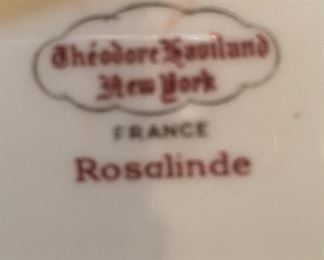 Théodore Haviland
New York
FRANCE
Rosalinde